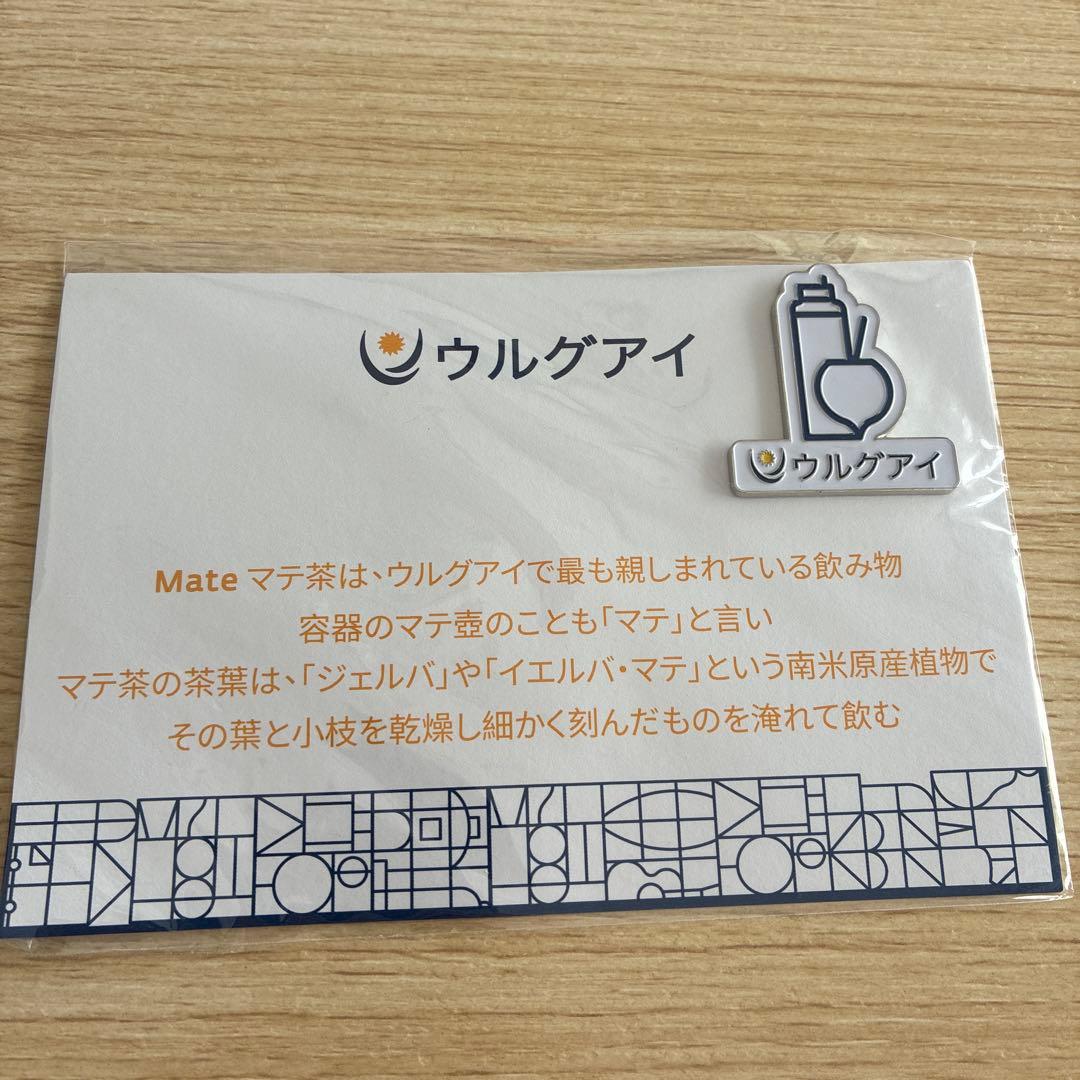 ウルグアイ
ウルグアイ
Mate マテ茶は、ウルグアイで最も親しまれている飲み物
容器のマテ壺のことも「マテ」と言い
マテ茶の茶葉は、「ジェルバ」や「イエルバ・マテ」という南米原産植物で
その葉と小枝を乾燥し細かく刻んだものを淹れて飲む